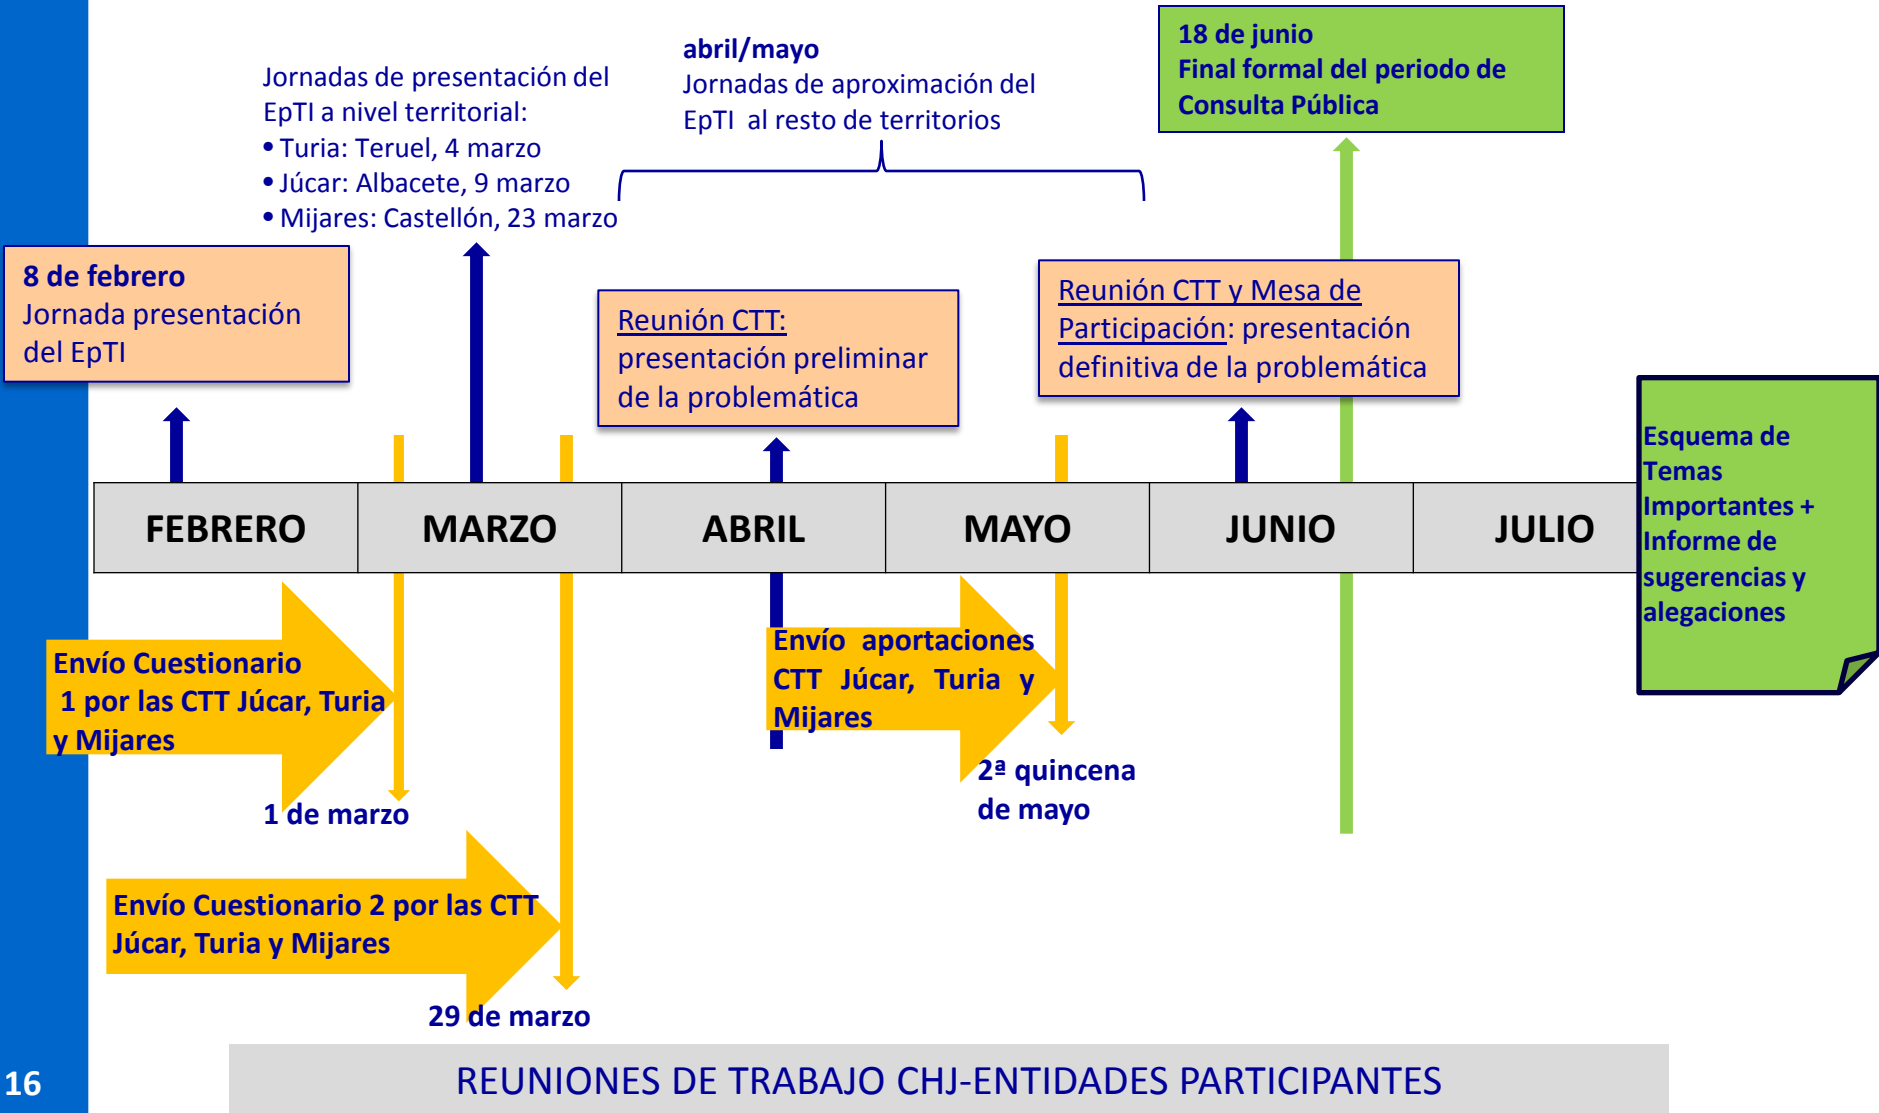 Jornadas de presentación del
EpTI a nivel territorial:
• Turia: Teruel, 4 marzo
• Júcar: Albacete, 9 marzo
• Mijares: Castellón, 23 marzo
abril/mayo
Jornadas de aproximación del
EpTI al resto de territorios
18 de junio
Final formal del periodo de
Consulta Pública
8 de febrero
Jornada presentación
del EpTI
Reunión CTT:
presentación preliminar
de la problemática
Reunión CTT y Mesa de
Participación: presentación
definitiva de la problemática
FEBRERO
MARZO
ABRIL
MAYO
JUNIO
JULIO
Esquema de
Temas
Importantes +
Informe de
sugerencias y
alegaciones
Envío Cuestionario
1 por las CTT Júcar, Turia
y Mijares
1 de marzo
Envío aportaciones
CTT Júcar, Turia y
Mijares
2ª quincena
de mayo
Envío Cuestionario 2 por las CTT
Júcar, Turia y Mijares
29 de marzo
REUNIONES DE TRABAJO CHJ-ENTIDADES PARTICIPANTES
16